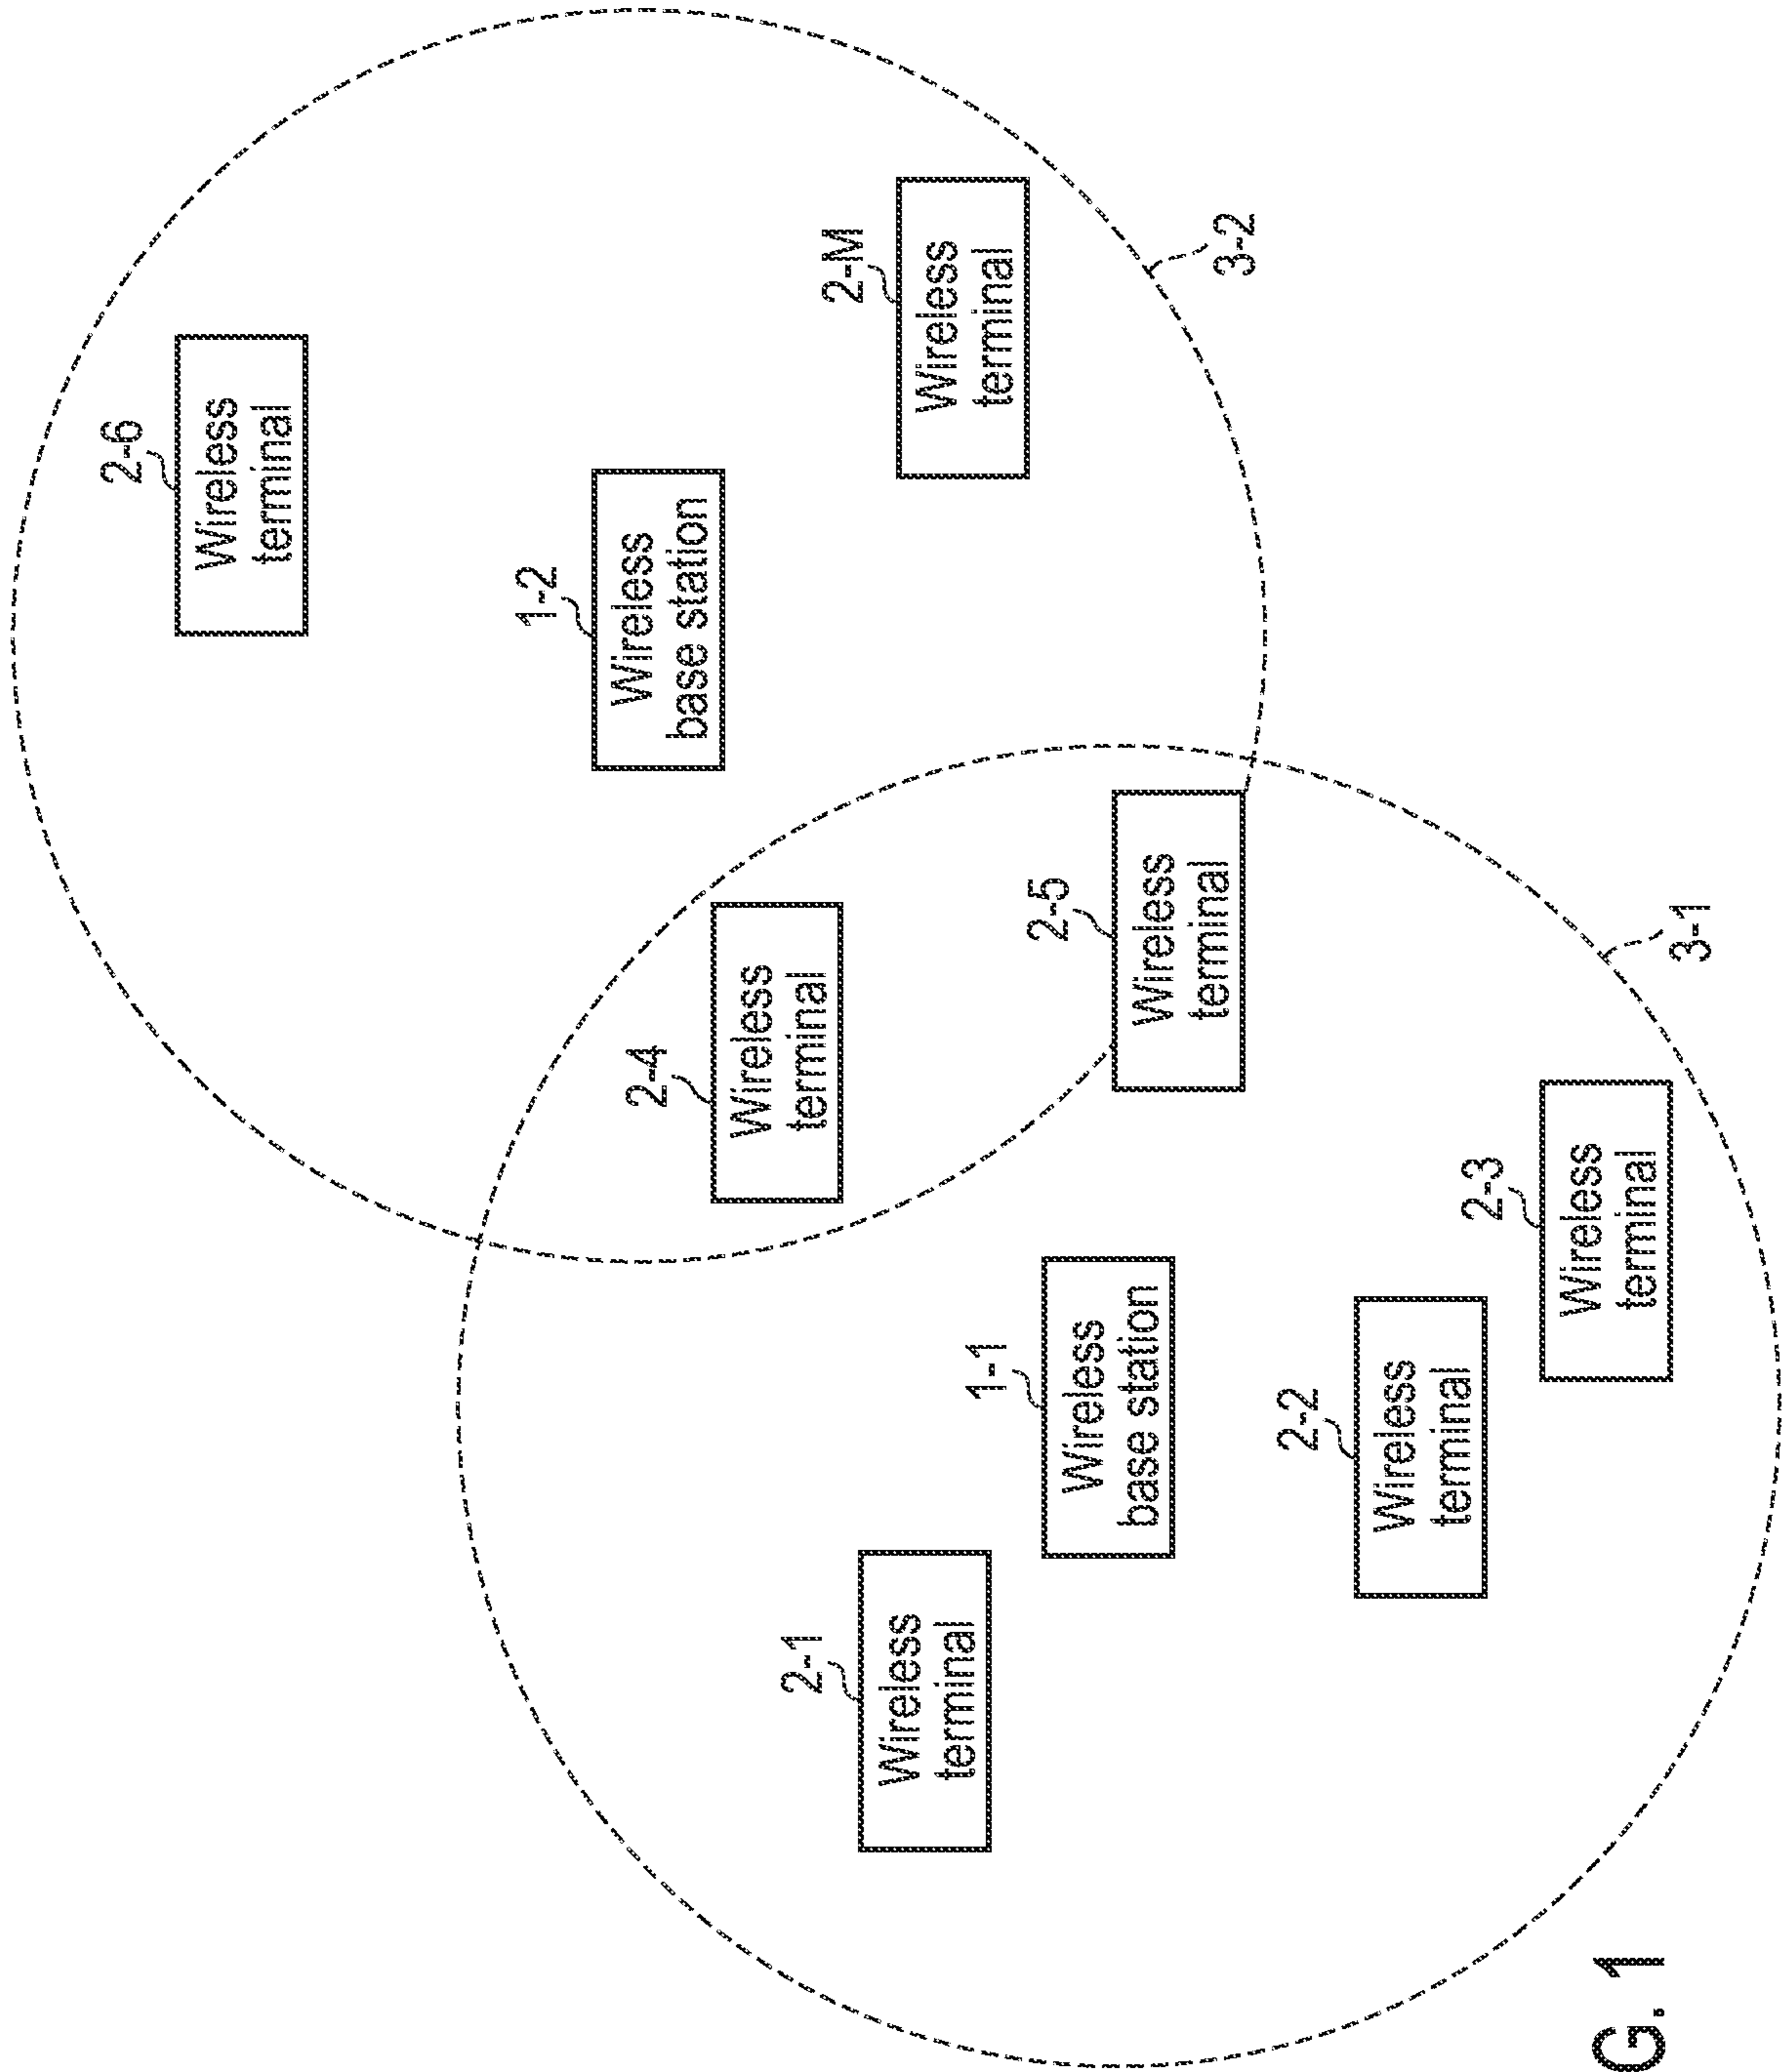 2-1
Wireless
terminal
1-1
Wireless
base station
2-2
Wireless
terminal
2-3
Wireless
terminal
2-4
Wireless
terminal
2-5
Wireless
terminal
3-1
1-2
Wireless
base station
2-6
Wireless
terminal
2-M
Wireless
terminal
3-2
G. 1